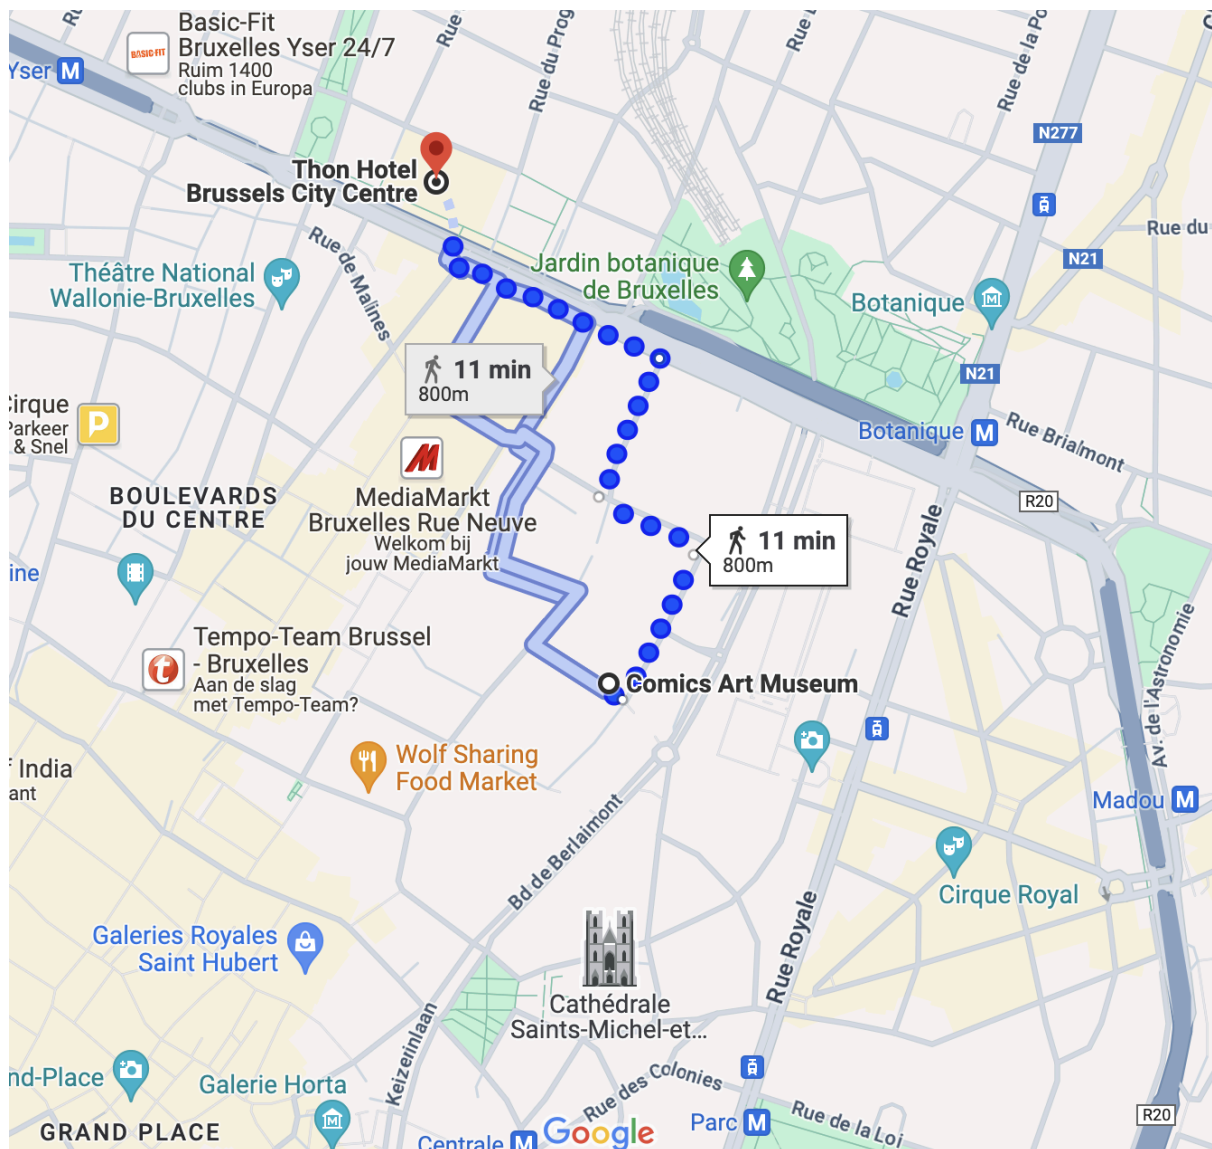 Basic-Fit
Bruxelles Yser 24/7
Ruim 1400
clubs in Europa
BASIC-FIT
Yser M
Rue du Prog
Rue de la Po
N277
Thon Hotel
Brussels City Centre
Rue du
N21
Rue de Malines
Théâtre National
Wallonie-Bruxelles
Jardin botanique
de Bruxelles
Botanique
11 min
800m
N21
Cirque
Parkeer
& Snel
P
Botanique M
Rue Brialmont
R20
BOULEVARDS
DU CENTRE
MediaMarkt
Bruxelles Rue Neuve
Welkom bij
jouw MediaMarkt
11 min
800m
Rue Royale
ine
Tempo-Team Brussel
- Bruxelles
Aan de slag
met Tempo-Team?
t
Comics Art Museum
Av. de l'Astronomie
Wolf Sharing
Food Market
India
ant
Madou M
Bd de Berlaimont
Cirque Royal
Rue Royale
Galeries Royales
Saint Hubert
Cathédrale
Saints-Michel-et...
Keizerinlaan
nd-Place
Galerie Horta
Rue des Colonies
Parc M
Rue de la Loi
R20
GRAND PLACE
Centrale M
Google